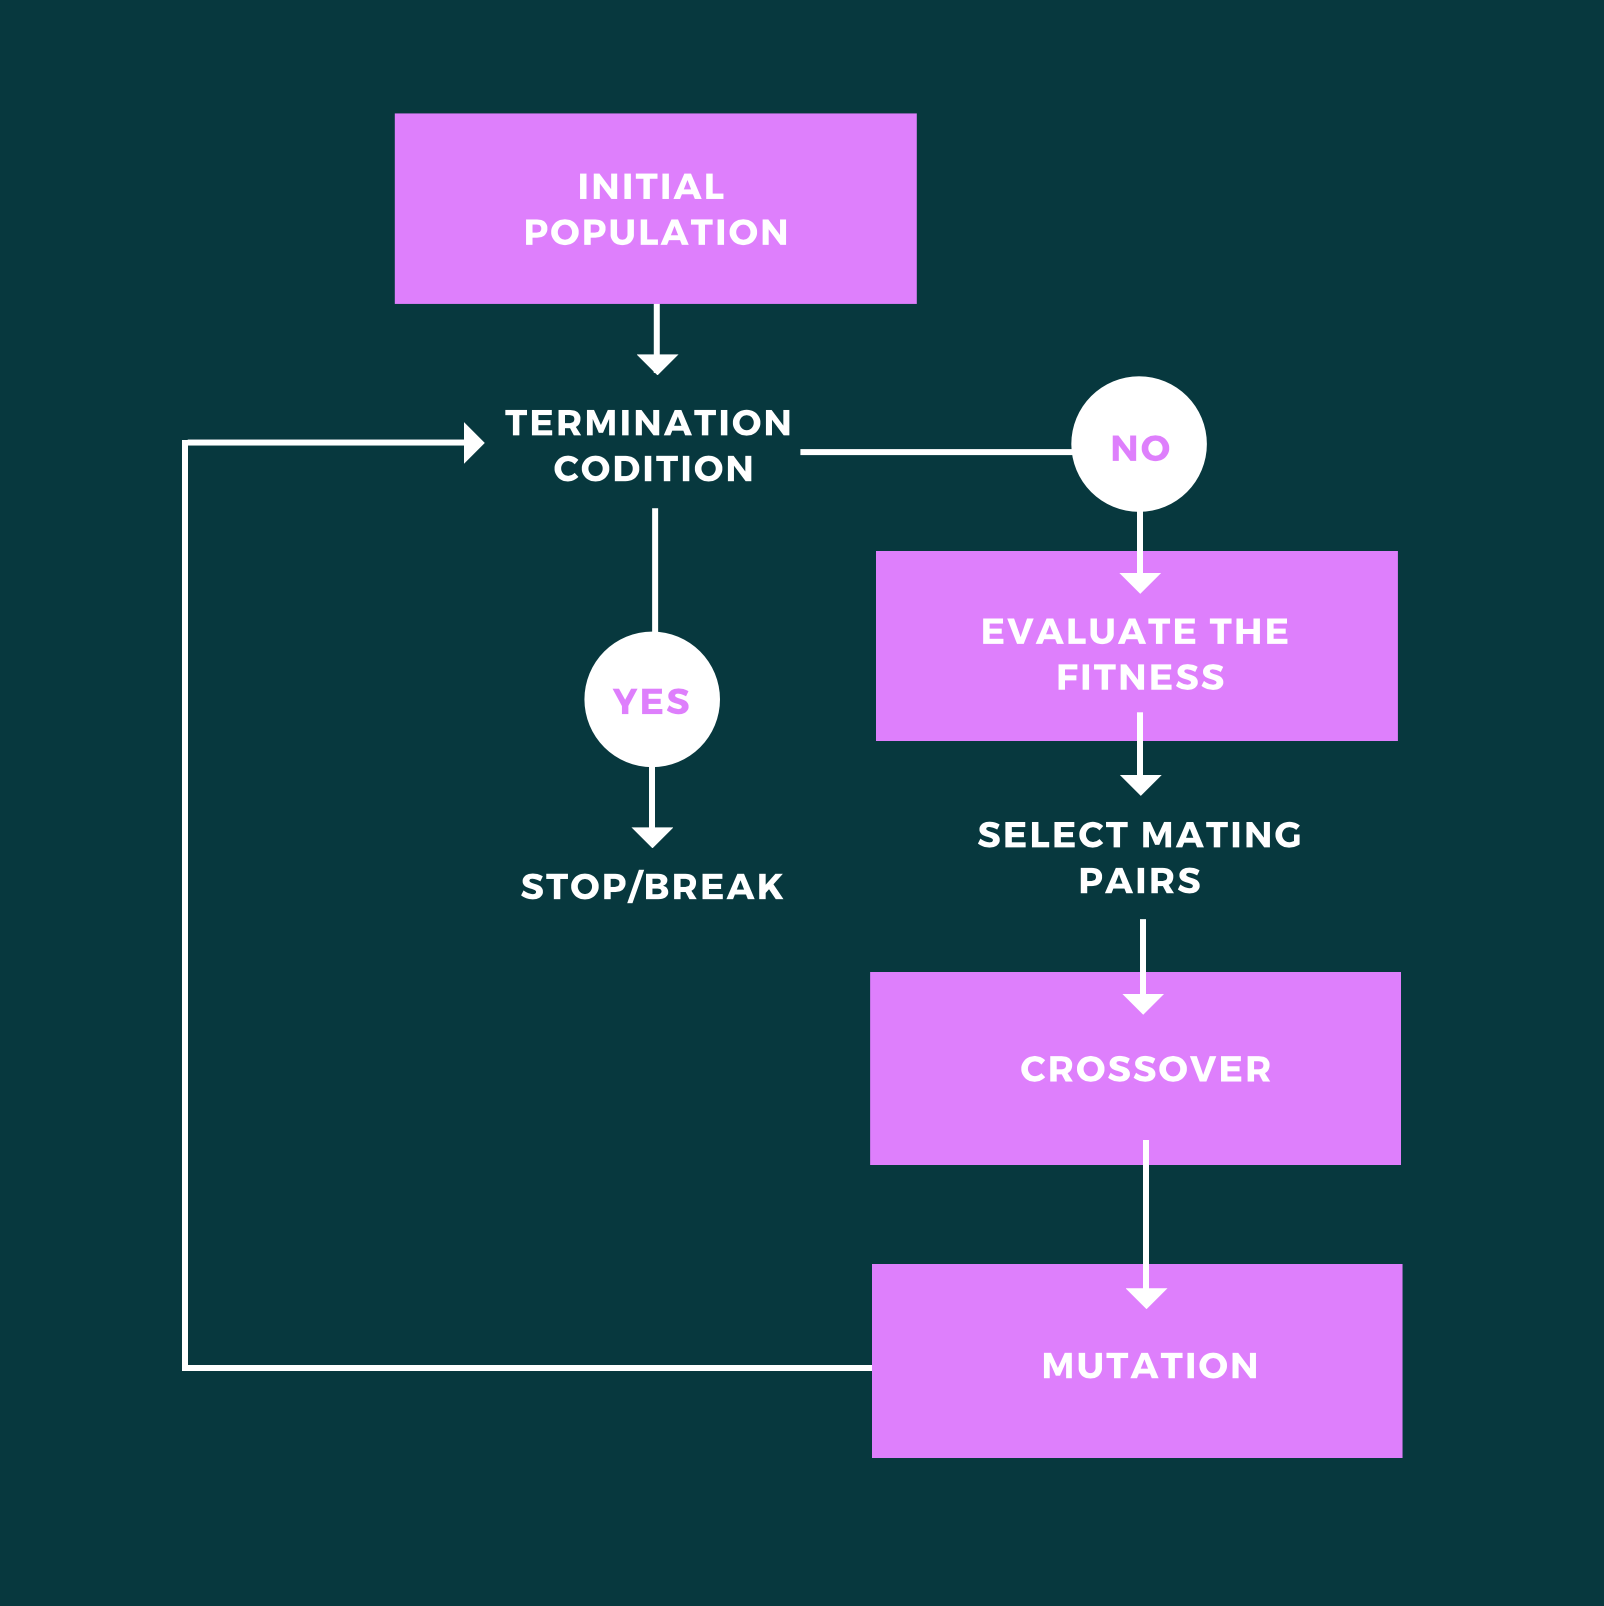 INITIAL
POPULATION
TERMINATION
CODITION
NO
EVALUATE THE
FITNESS
YES
SELECT MATING
PAIRS
STOP/BREAK
CROSSOVER
MUTATION